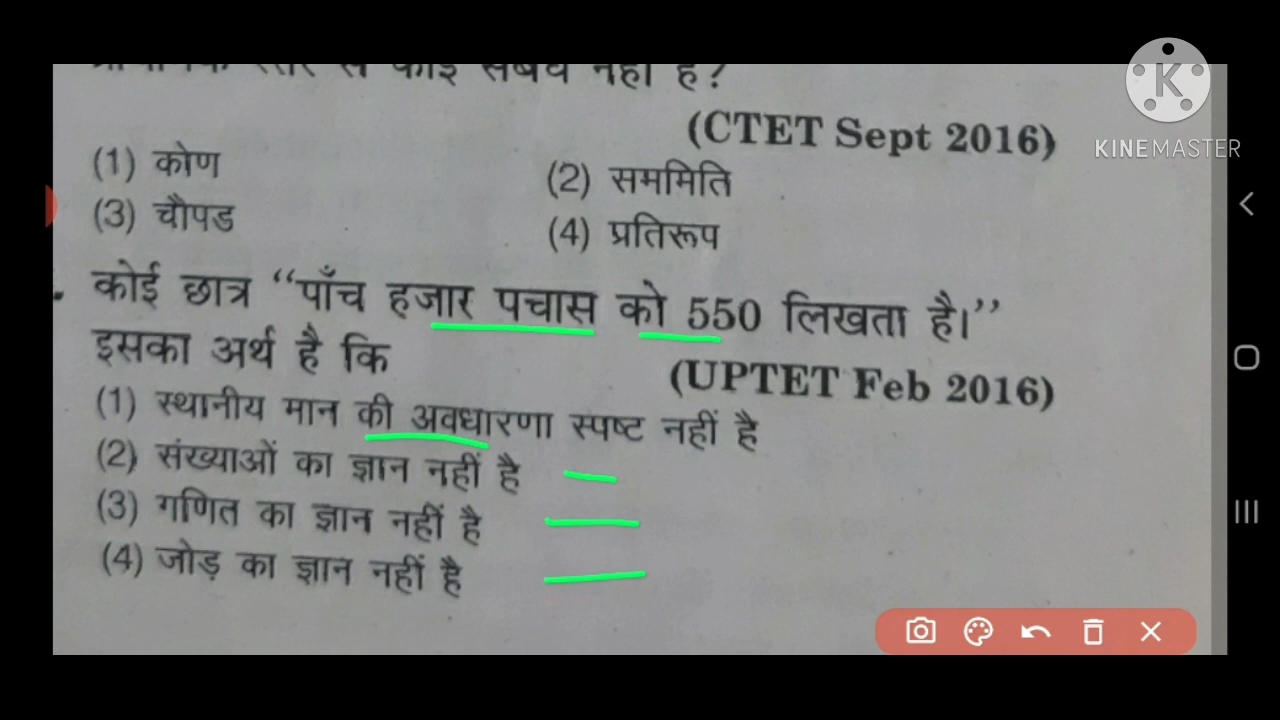 से कोई संबंध नहीं है?
(CTET Sept 2016)
KINEMASTER
(1) कोण
(2) सममिति
(3) चौपड
(4) प्रतिरूप
कोई छात्र “पाँच हजार पचास को 550 लिखता है।”
इसका अर्थ है कि
(UPTET Feb 2016)
(1) स्थानीय मान की अवधारणा स्पष्ट नहीं है
(2) संख्याओं का ज्ञान नहीं है
(3) गणित का ज्ञान नहीं है
(4) जोड़ का ज्ञान नहीं है